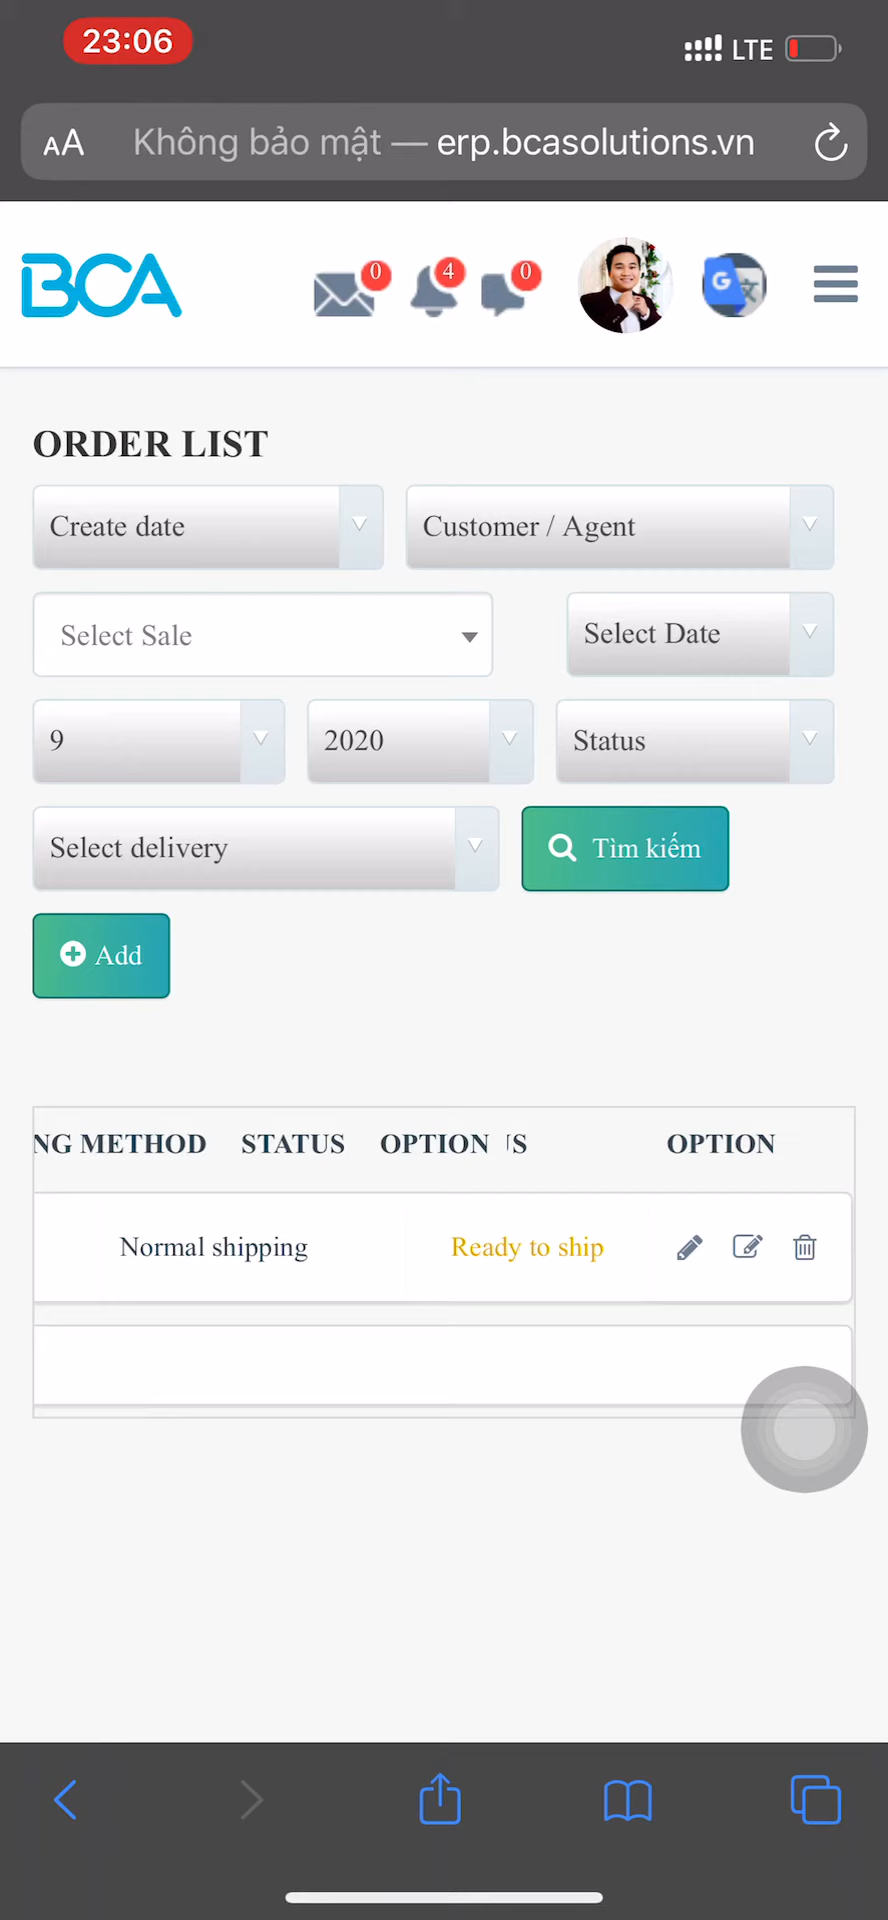 23:06
LTE
AA Không bảo mật — erp.bcasolutions.vn
BCA
0
4
0
G 文
ORDER LIST
Create date
Customer / Agent
Select Sale
Select Date
9
2020
Status
Select delivery
Tìm kiếm
Add
NG METHOD STATUS OPTION S OPTION
Normal shipping Ready to ship